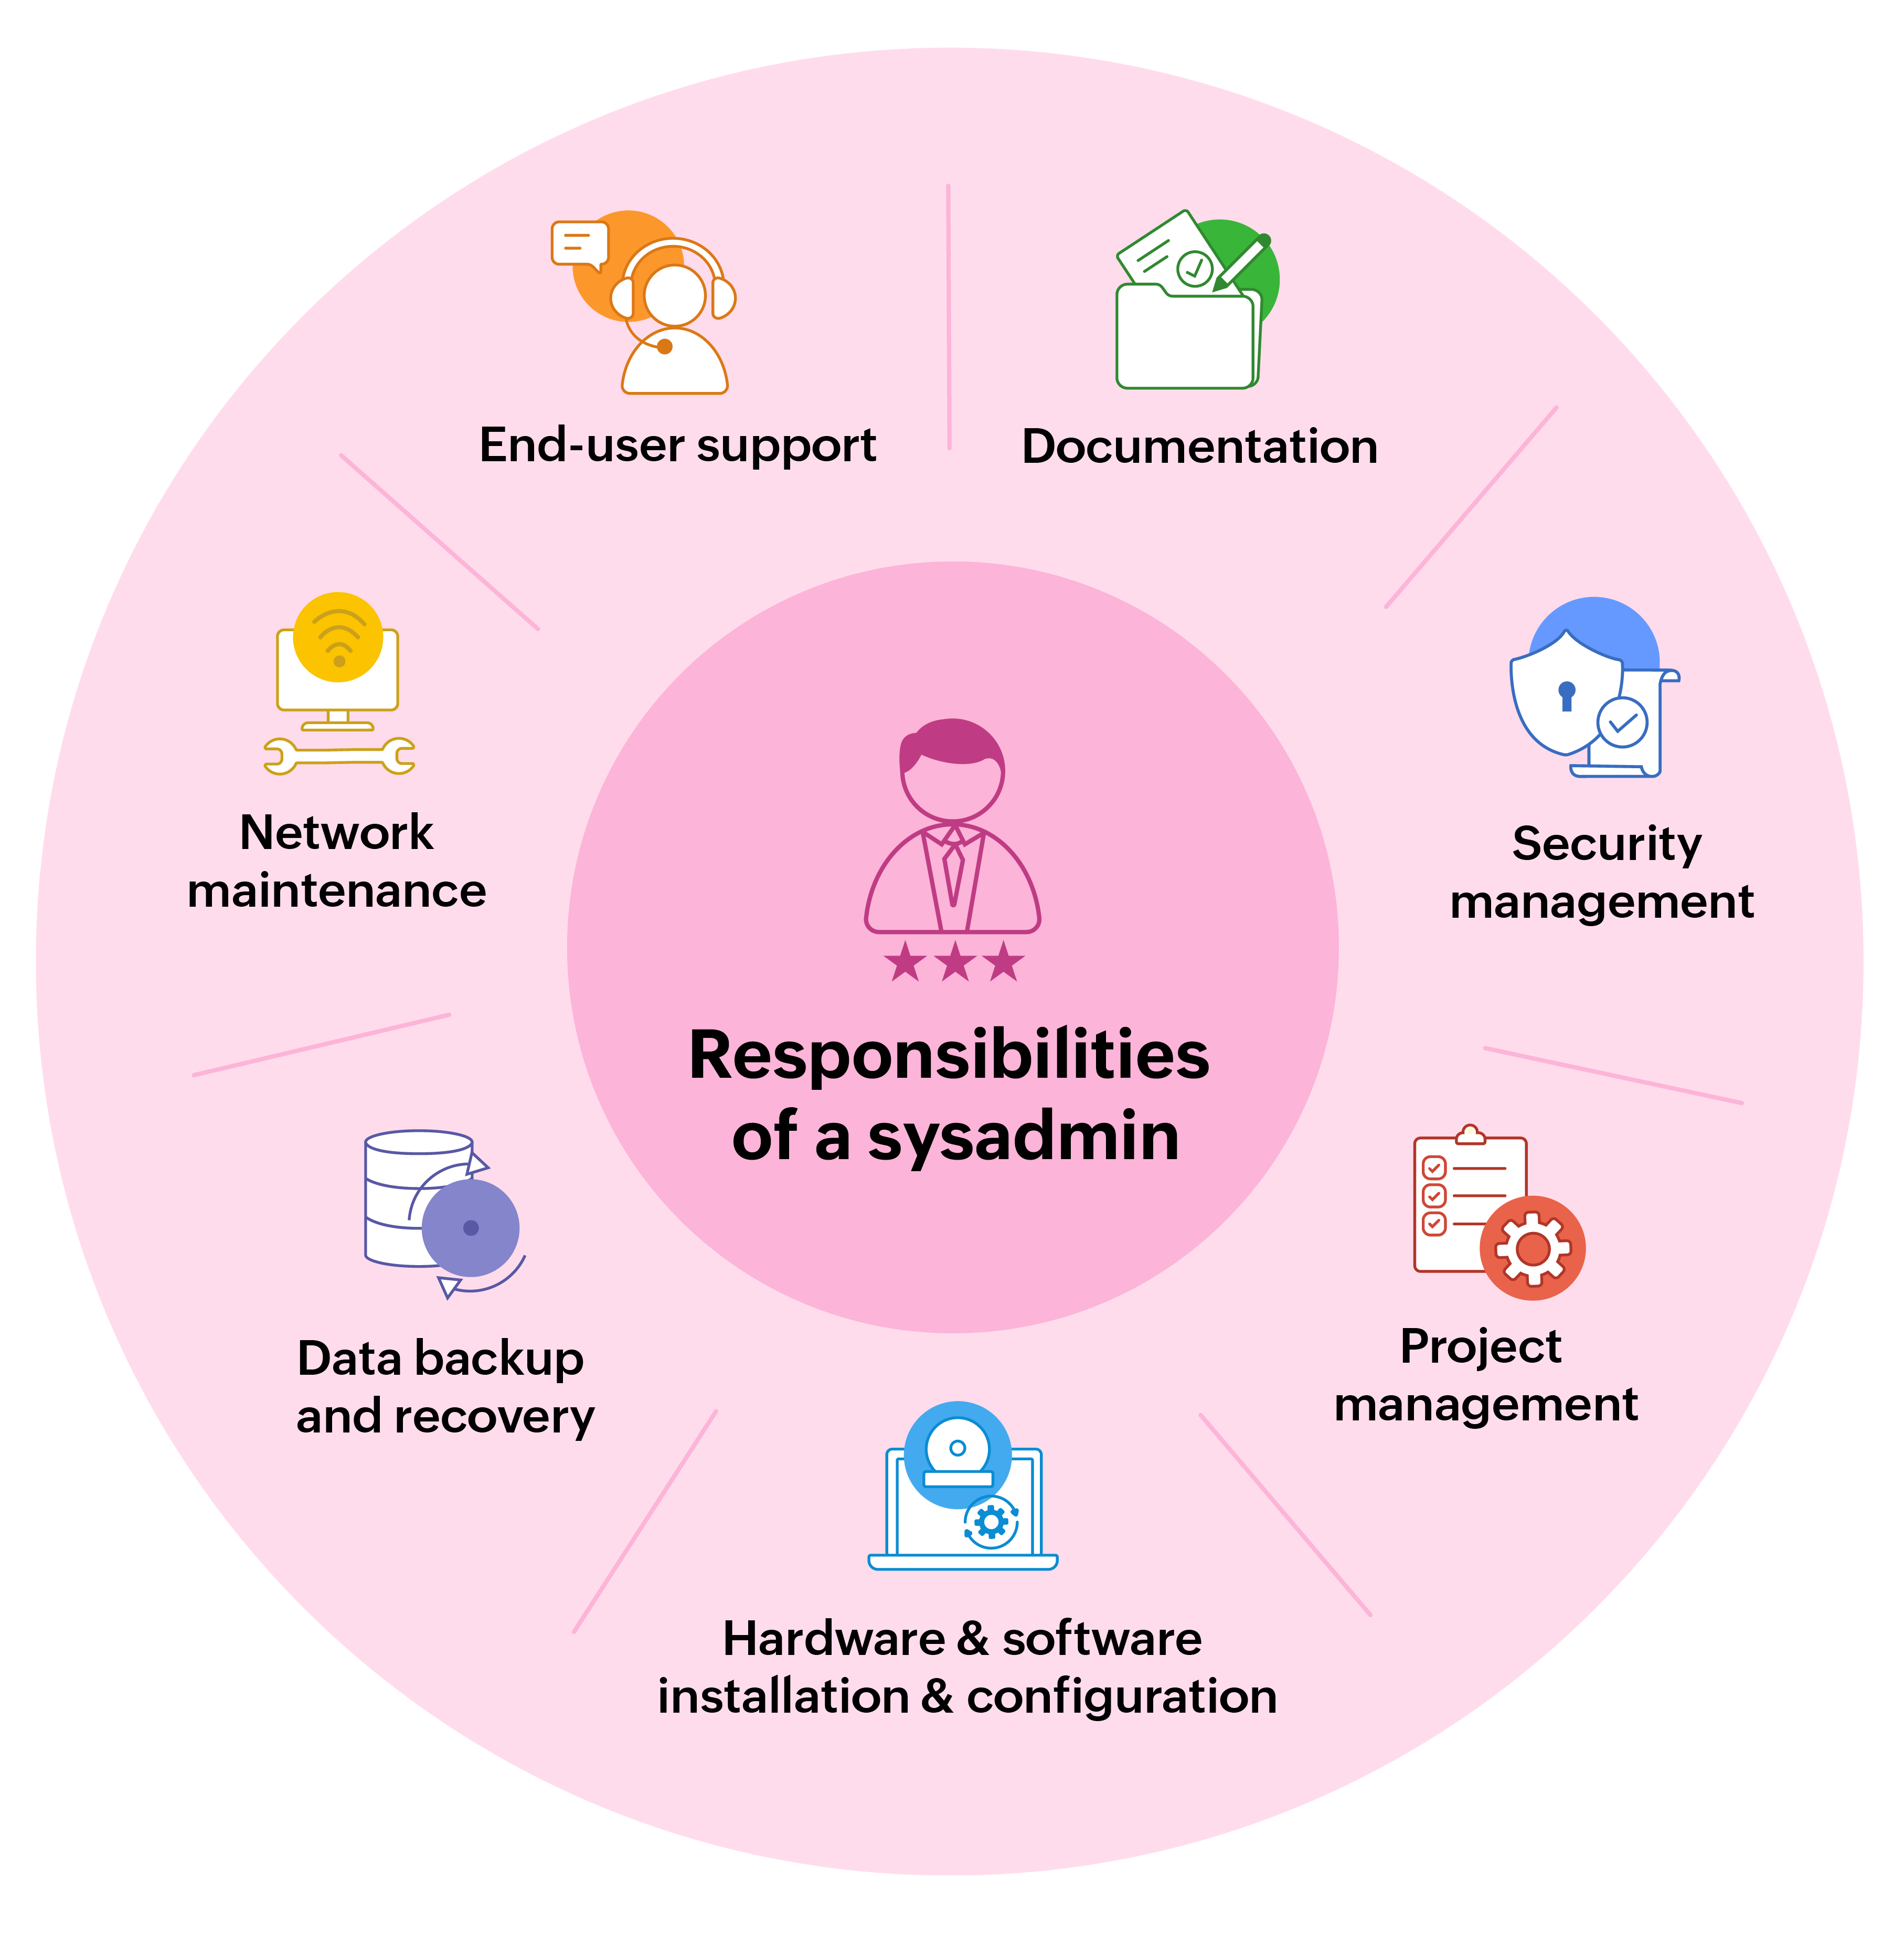 End-user support
Documentation
Network
maintenance
Security
management
Responsibilities
of a sysadmin
Data backup
and recovery
Project
management
Hardware & software
installation & configuration